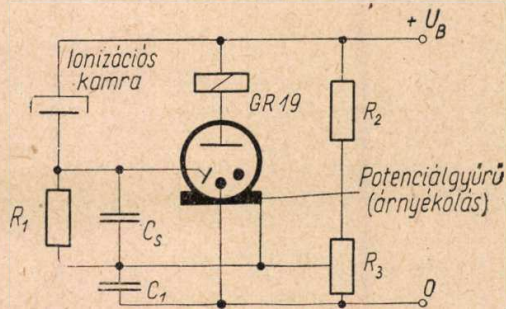 + U_B
Ionizációs
kamra
GR 19
R_2
Potenciálgyűrű
(árnyékolás)
R_1
C_s
R_3
C_1
0